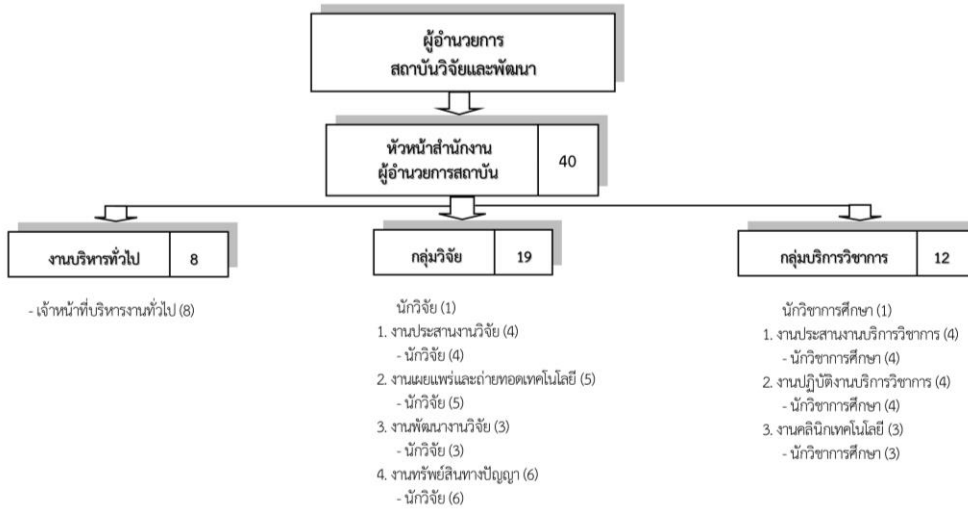 ผู้อำนวยการ
สถาบันวิจัยและพัฒนา
หัวหน้าสำนักงาน
ผู้อำนวยการสถาบัน
40
งานบริหารทั่วไป
8
- เจ้าหน้าที่บริหารงานทั่วไป (8)
กลุ่มวิจัย
19
นักวิจัย (1)
1. งานประสานงานวิจัย (4)
- นักวิจัย (4)
2. งานเผยแพร่และถ่ายทอดเทคโนโลยี (5)
- นักวิจัย (5)
3. งานพัฒนางานวิจัย (3)
- นักวิจัย (3)
4. งานทรัพย์สินทางปัญญา (6)
- นักวิจัย (6)
กลุ่มบริการวิชาการ
12
นักวิชาการศึกษา (1)
1. งานประสานงานบริการวิชาการ (4)
- นักวิชาการศึกษา (4)
2. งานปฏิบัติงานบริการวิชาการ (4)
- นักวิชาการศึกษา (4)
3. งานคลินิกเทคโนโลยี (3)
- นักวิชาการศึกษา (3)